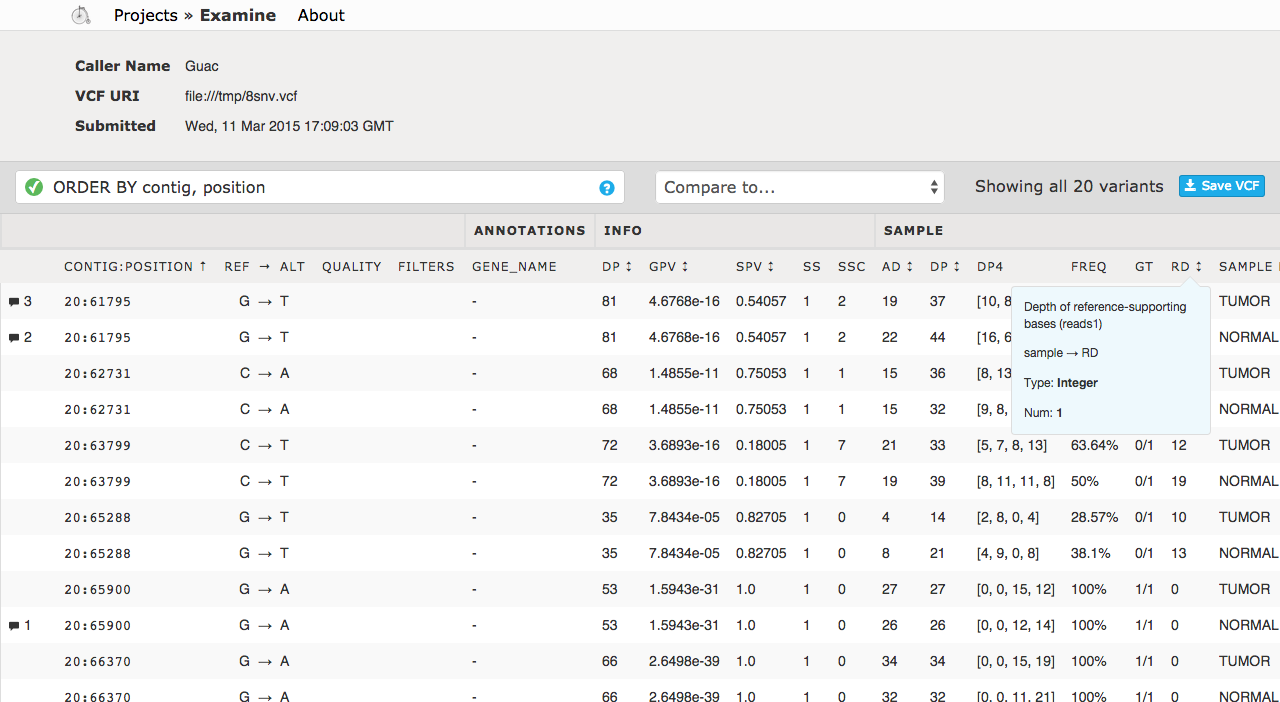 Projects » Examine About
Caller Name Guac
VCF URI file:///tmp/8snv.vcf
Submitted Wed, 11 Mar 2015 17:09:03 GMT
ORDER BY contig, position ? Compare to... Showing all 20 variants Save VCF
ANNOTATIONS INFO SAMPLE
CONTIG:POSITION ↑ REF → ALT QUALITY FILTERS GENE_NAME DP ↕ GPV ↕ SPV ↕ SS SSC AD ↕ DP ↕ DP4 FREQ GT RD ↕ SAMPLE
3 20:61795 G → T - 81 4.6768e-16 0.54057 1 2 19 37 [10, 8 TUMOR
2 20:61795 G → T - 81 4.6768e-16 0.54057 1 2 22 44 [16, 6 NORMAL
20:62731 C → A - 68 1.4855e-11 0.75053 1 1 15 36 [8, 13 TUMOR
20:62731 C → A - 68 1.4855e-11 0.75053 1 1 15 32 [9, 8, NORMAL
Depth of reference-supporting
bases (reads1)
sample → RD
Type: Integer
Num: 1
20:63799 C → T - 72 3.6893e-16 0.18005 1 7 21 33 [5, 7, 8, 13] 63.64% 0/1 12 TUMOR
20:63799 C → T - 72 3.6893e-16 0.18005 1 7 19 39 [8, 11, 11, 8] 50% 0/1 19 NORMAL
20:65288 G → T - 35 7.8434e-05 0.82705 1 0 4 14 [2, 8, 0, 4] 28.57% 0/1 10 TUMOR
20:65288 G → T - 35 7.8434e-05 0.82705 1 0 8 21 [4, 9, 0, 8] 38.1% 0/1 13 NORMAL
20:65900 G → A - 53 1.5943e-31 1.0 1 0 27 27 [0, 0, 15, 12] 100% 1/1 0 TUMOR
1 20:65900 G → A - 53 1.5943e-31 1.0 1 0 26 26 [0, 0, 12, 14] 100% 1/1 0 NORMAL
20:66370 G → A - 66 2.6498e-39 1.0 1 0 34 34 [0, 0, 15, 19] 100% 1/1 0 TUMOR
20:66370 G → A - 66 2.6498e-39 1.0 1 0 32 32 [0, 0, 11, 21] 100% 1/1 0 NORMAL